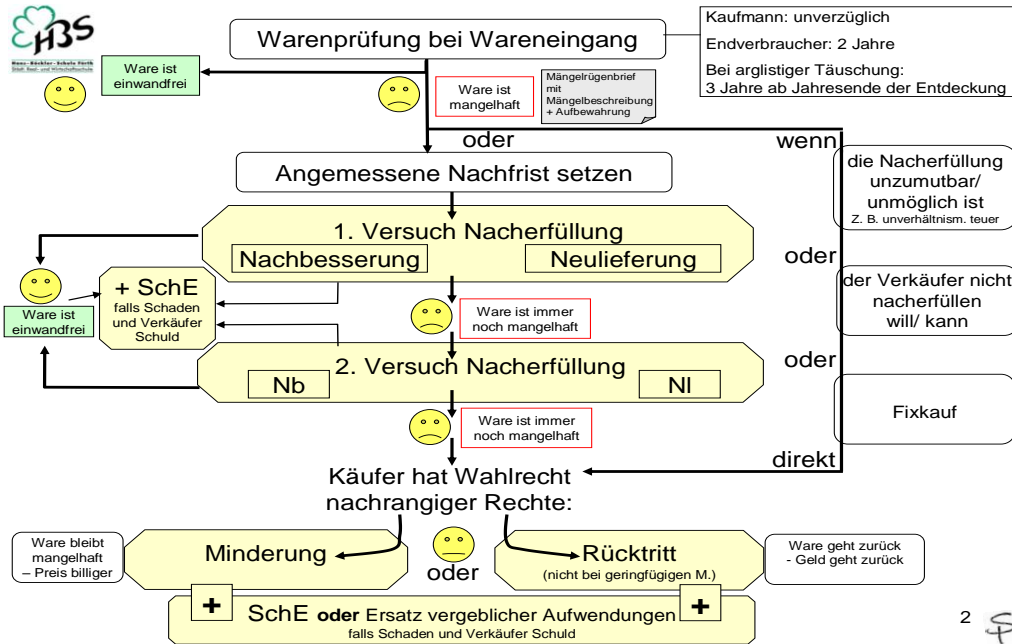 HBS
Hans-Böckler-Schule Fürth
Städt. Real- und Wirtschaftsschule
Warenprüfung bei Wareneingang
Kaufmann: unverzüglich
Endverbraucher: 2 Jahre
Bei arglistiger Täuschung:
3 Jahre ab Jahresende der Entdeckung
Ware ist
einwandfrei
Ware ist
mangelhaft
Mängelrügenbrief
mit
Mängelbeschreibung
+ Aufbewahrung
oder
wenn
Angemessene Nachfrist setzen
die Nacherfüllung
unzumutbar/
unmöglich ist
Z. B. unverhältnism. teuer
1. Versuch Nacherfüllung
Nachbesserung
Neulieferung
oder
+ SchE
falls Schaden
und Verkäufer
Schuld
Ware ist
einwandfrei
Ware ist immer
noch mangelhaft
der Verkäufer nicht
nacherfüllen
will/ kann
2. Versuch Nacherfüllung
Nb
Nl
oder
Ware ist immer
noch mangelhaft
Fixkauf
direkt
Käufer hat Wahlrecht
nachrangiger Rechte:
Ware bleibt
mangelhaft
– Preis billiger
Minderung
oder
Rücktritt
(nicht bei geringfügigen M.)
Ware geht zurück
- Geld geht zurück
+
+
SchE oder Ersatz vergeblicher Aufwendungen
falls Schaden und Verkäufer Schuld
2